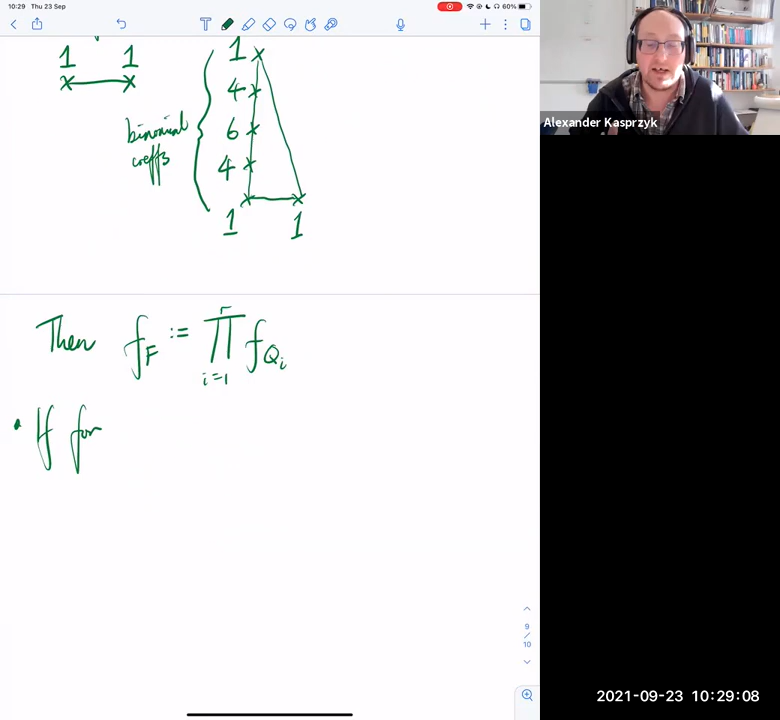 10:29 Thu 23 Sep
60%
1 1
1
4
binomial
coeffs
6
4
1 1
Then f_F := ∏_{i=1}^{r} f_{Q_i}
• If for
9
/
10
Alexander Kasprzyk
2021-09-23 10:29:08